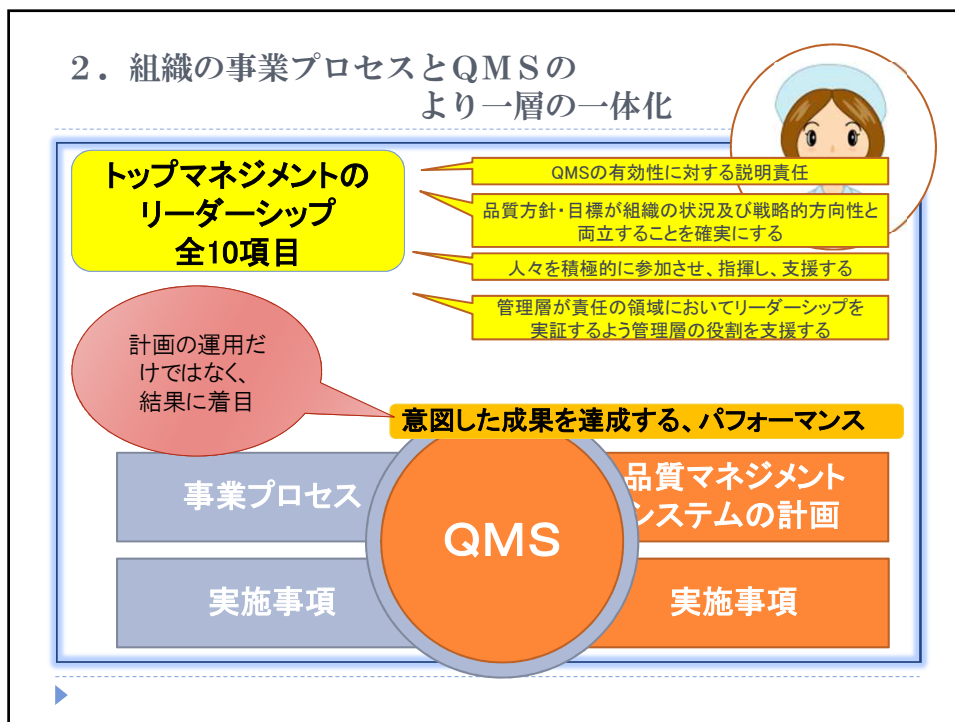 ２．組織の事業プロセスとＱＭＳの
より一層の一体化
トップマネジメントの
リーダーシップ
全10項目
QMSの有効性に対する説明責任
品質方針・目標が組織の状況及び戦略的方向性と
両立することを確実にする
人々を積極的に参加させ、指揮し、支援する
管理層が責任の領域においてリーダーシップを
実証するよう管理層の役割を支援する
計画の運用だ
けではなく、
結果に着目
意図した成果を達成する、パフォーマンス
事業プロセス
品質マネジメント
システムの計画
ＱＭＳ
実施事項
実施事項